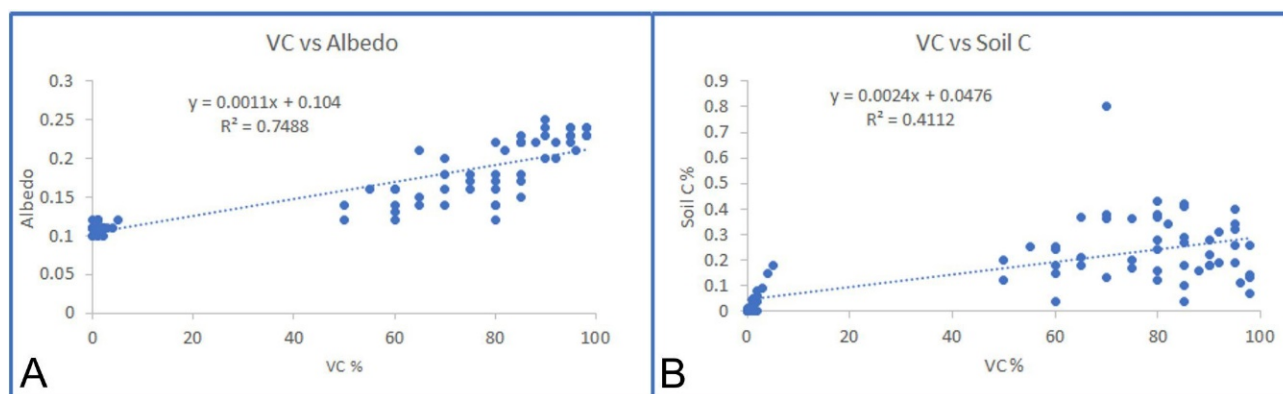 VC vs Albedo
y = 0.0011x + 0.104
R² = 0.7488
Albedo
0.3
0.25
0.2
0.15
0.1
0.05
0
0 20 40 60 80 100
VC %
A
VC vs Soil C
y = 0.0024x + 0.0476
R² = 0.4112
Soil C %
0.9
0.8
0.7
0.6
0.5
0.4
0.3
0.2
0.1
0
0 20 40 60 80 100
VC %
B